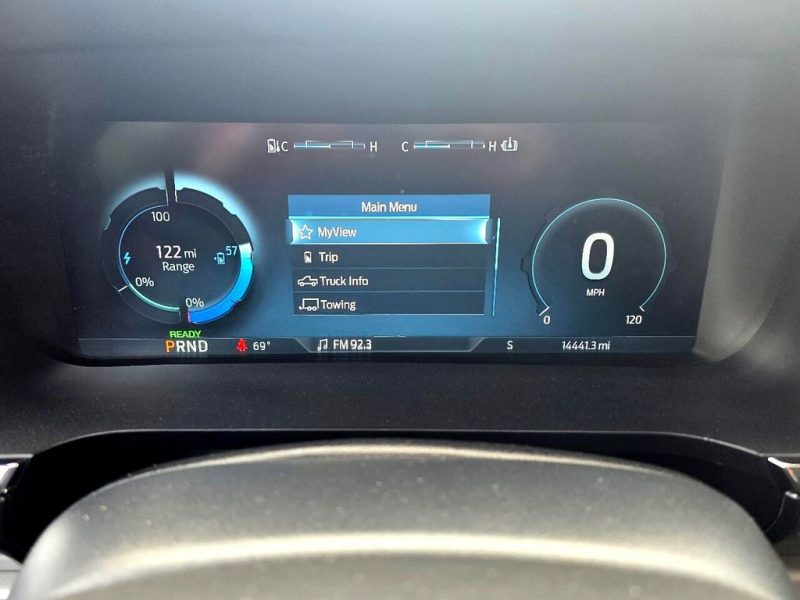 C H C H
Main Menu
MyView
Trip
Truck Info
Towing
100
122 mi
Range
57
0%
0%
0
MPH
0 120
READY
PRND 69° FM 92.3 S 14441.3 mi